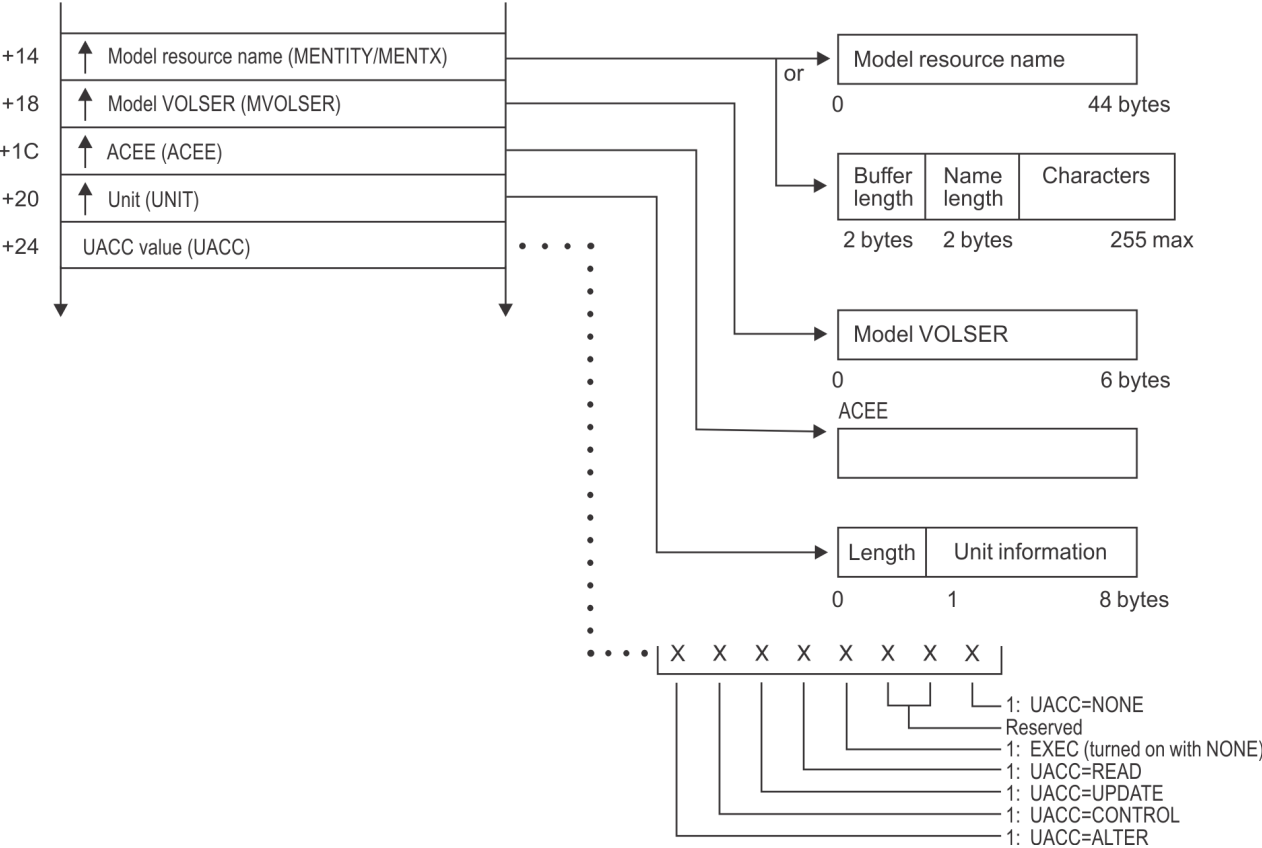 +14 Model resource name (MENTITY/MENTX)
+18 Model VOLSER (MVOLSER)
+1C ACEE (ACEE)
+20 Unit (UNIT)
+24 UACC value (UACC)
or
Model resource name
0 44 bytes
Buffer length
Name length
Characters
2 bytes 2 bytes 255 max
Model VOLSER
0 6 bytes
ACEE
Length Unit information
0 1 8 bytes
X X X X X X X X
1: UACC=NONE
Reserved
1: EXEC (turned on with NONE)
1: UACC=READ
1: UACC=UPDATE
1: UACC=CONTROL
1: UACC=ALTER